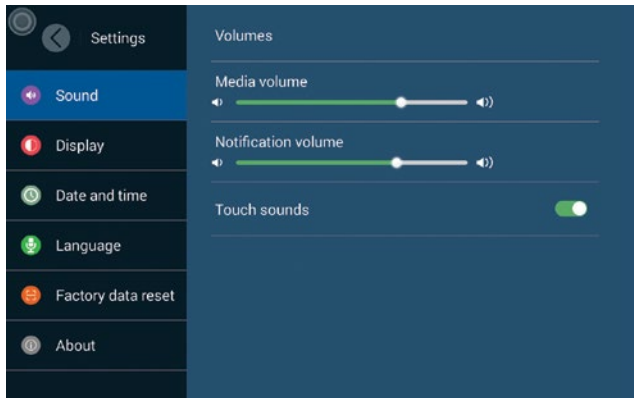 Settings
Sound
Display
Date and time
Language
Factory data reset
About
Volumes
Media volume
Notification volume
Touch sounds